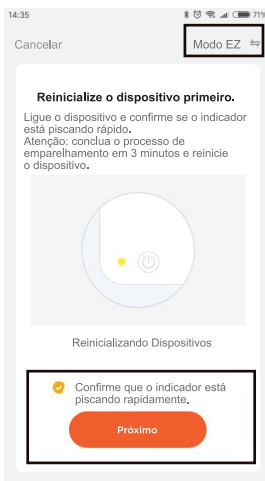 14:35
71%
Cancelar
Modo EZ
Reinicialize o dispositivo primeiro.
Ligue o dispositivo e confirme se o indicador
está piscando rápido.
Atenção: conclua o processo de
emparelhamento em 3 minutos e reinicie
o dispositivo.
Reinicializando Dispositivos
Confirme que o indicador está
piscando rapidamente.
Próximo